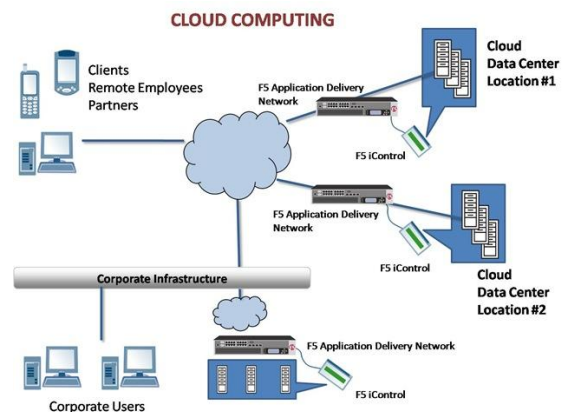 CLOUD COMPUTING
Clients
Remote Employees
Partners
F5 Application Delivery
Network
F5 iControl
Cloud
Data Center
Location #1
F5 Application Delivery
Network
F5 iControl
Cloud
Data Center
Location #2
Corporate Infrastructure
F5 Application Delivery Network
F5 iControl
Corporate Users